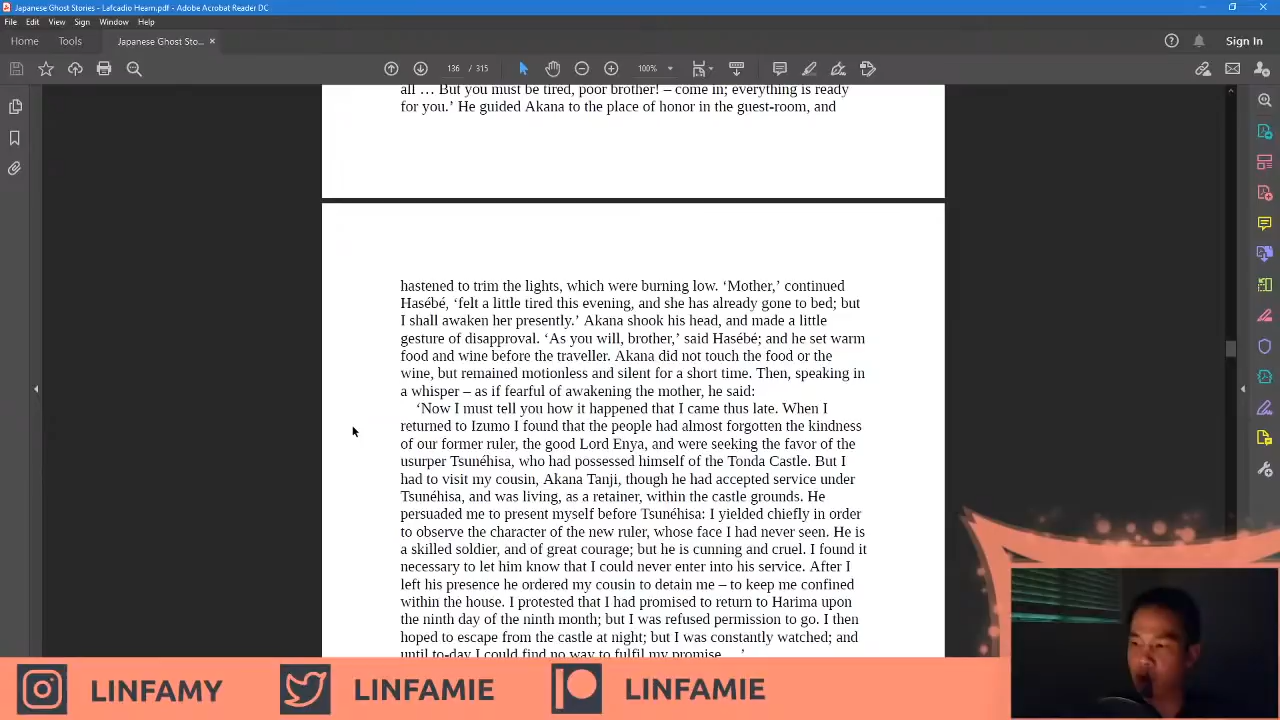 Japanese Ghost Stories - Lafcadio Hearn.pdf - Adobe Acrobat Reader DC
File Edit View Sign Window Help
Home Tools Japanese Ghost Sto... × Sign In
136 / 315 100%
all … But you must be tired, poor brother! – come in; everything is ready
for you.’ He guided Akana to the place of honor in the guest-room, and
hastened to trim the lights, which were burning low. ‘Mother,’ continued
Hasébé, ‘felt a little tired this evening, and she has already gone to bed; but
I shall awaken her presently.’ Akana shook his head, and made a little
gesture of disapproval. ‘As you will, brother,’ said Hasébé; and he set warm
food and wine before the traveller. Akana did not touch the food or the
wine, but remained motionless and silent for a short time. Then, speaking in
a whisper – as if fearful of awakening the mother, he said:
‘Now I must tell you how it happened that I came thus late. When I
returned to Izumo I found that the people had almost forgotten the kindness
of our former ruler, the good Lord Enya, and were seeking the favor of the
usurper Tsunéhisa, who had possessed himself of the Tonda Castle. But I
had to visit my cousin, Akana Tanji, though he had accepted service under
Tsunéhisa, and was living, as a retainer, within the castle grounds. He
persuaded me to present myself before Tsunéhisa: I yielded chiefly in order
to observe the character of the new ruler, whose face I had never seen. He is
a skilled soldier, and of great courage; but he is cunning and cruel. I found it
necessary to let him know that I could never enter into his service. After I
left his presence he ordered my cousin to detain me – to keep me confined
within the house. I protested that I had promised to return to Harima upon
the ninth day of the ninth month; but I was refused permission to go. I then
hoped to escape from the castle at night; but I was constantly watched; and
until to-day I could find no way to fulfil my promise …’
LINFAMY LINFAMIE LINFAMIE